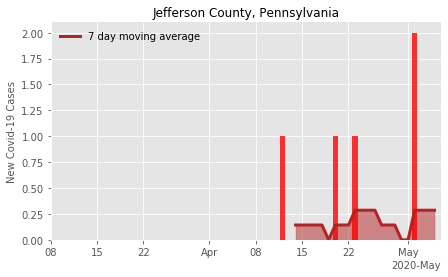 Jefferson County, Pennsylvania
7 day moving average
New Covid-19 Cases
2.00
1.75
1.50
1.25
1.00
0.75
0.50
0.25
0.00
08 15 22 Apr 08 15 22 May
2020-May